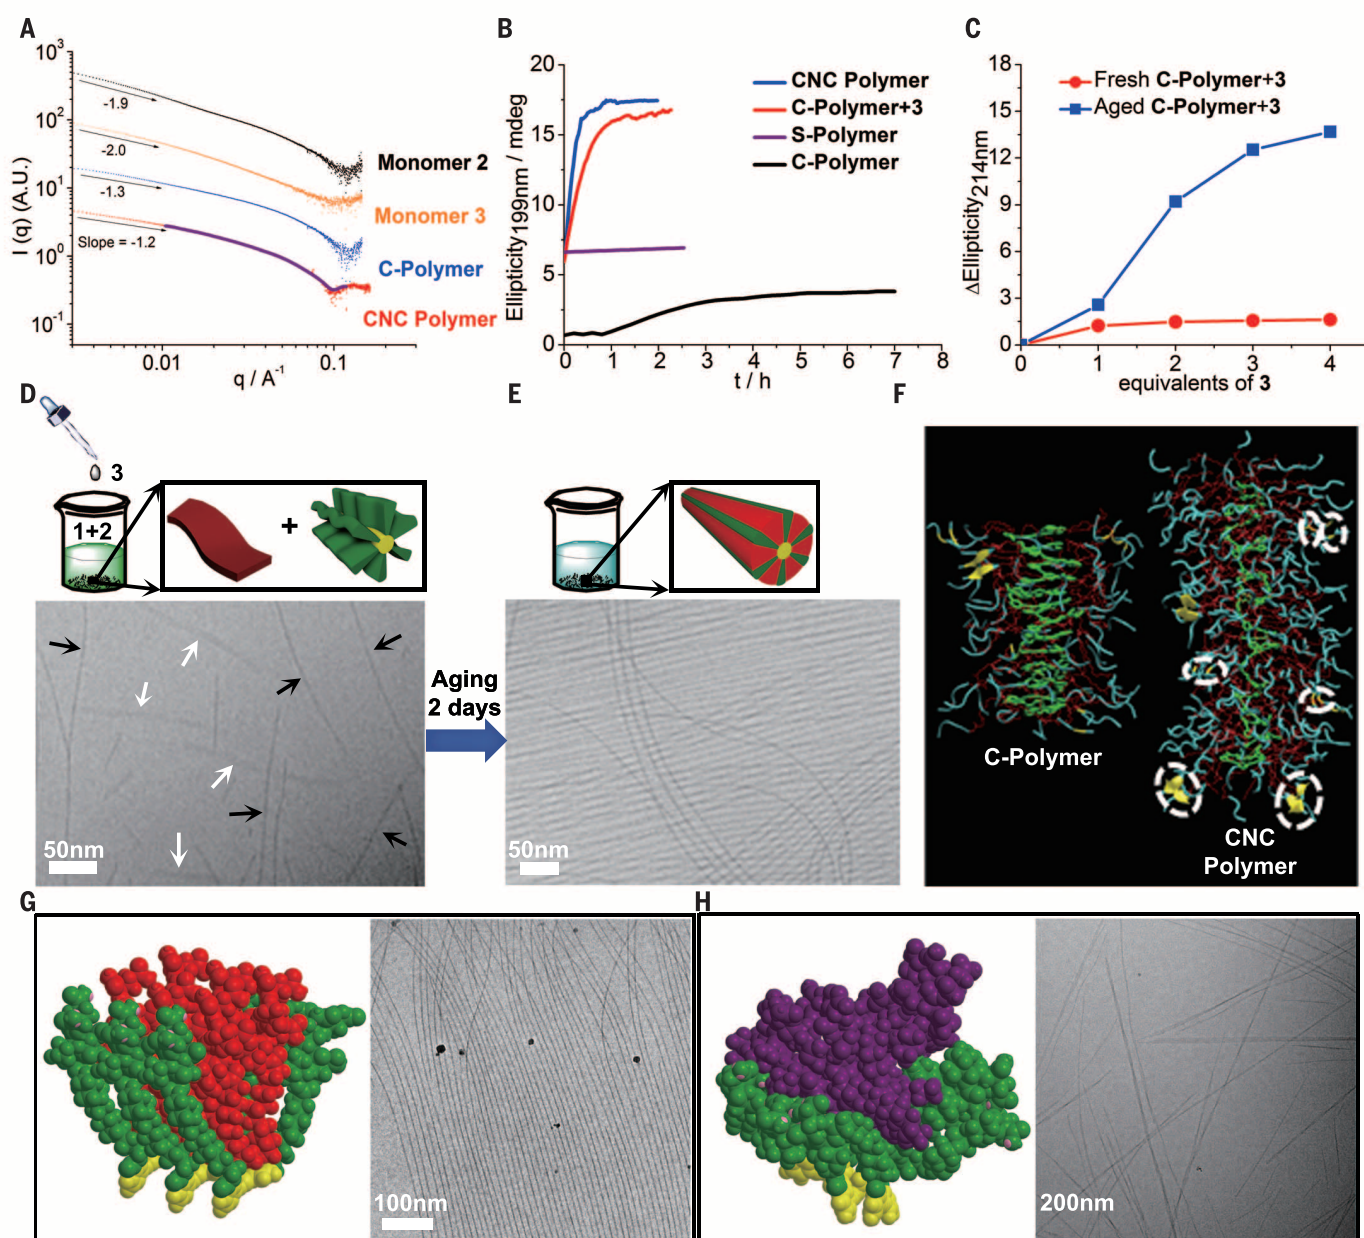 A
10³
10²
10¹
10⁰
10⁻¹
I (q) (A.U.)
-1.9
-2.0
-1.3
Slope = -1.2
Monomer 2
Monomer 3
C-Polymer
CNC Polymer
0.01
0.1
q / A⁻¹
B
20
15
10
5
0
Ellipticity199nm / mdeg
CNC Polymer
C-Polymer+3
S-Polymer
C-Polymer
0 1 2 3 4 5 6 7 8
t / h
C
18
15
12
9
6
3
0
ΔEllipticity214nm
Fresh C-Polymer+3
Aged C-Polymer+3
0 1 2 3 4
equivalents of 3
D
3
1+2
+
50nm
Aging
2 days
E
50nm
F
C-Polymer
CNC
Polymer
G
100nm
H
200nm